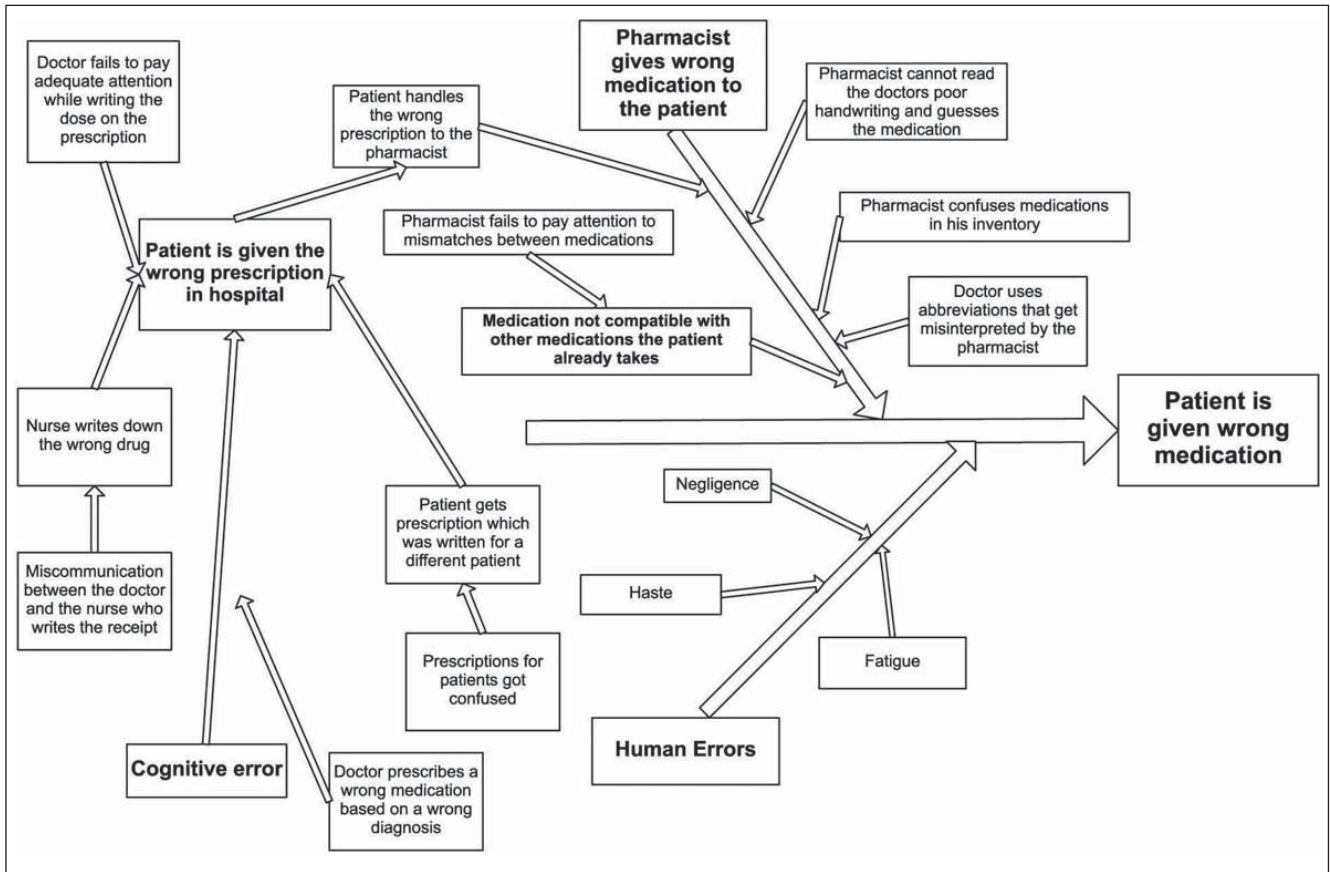 Doctor fails to pay
adequate attention
while writing the
dose on the
prescription
Patient handles
the wrong
prescription to the
pharmacist
Pharmacist
gives wrong
medication to
the patient
Pharmacist cannot read
the doctors poor
handwriting and guesses
the medication
Patient is given the
wrong prescription
in hospital
Pharmacist fails to pay attention to
mismatches between medications
Pharmacist confuses medications
in his inventory
Medication not compatible with
other medications the patient
already takes
Doctor uses
abbreviations that get
misinterpreted by the
pharmacist
Patient is
given wrong
medication
Nurse writes down
the wrong drug
Negligence
Patient gets
prescription which
was written for a
different patient
Miscommunication
between the doctor
and the nurse who
writes the receipt
Haste
Prescriptions for
patients got
confused
Fatigue
Human Errors
Cognitive error
Doctor prescribes a
wrong medication
based on a wrong
diagnosis